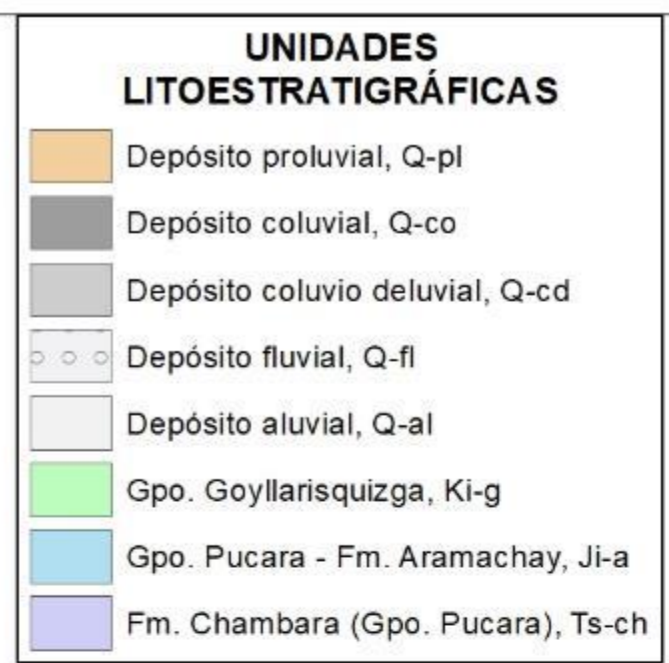 UNIDADES
LITOESTRATIGRÁFICAS
Depósito proluvial, Q-pl
Depósito coluvial, Q-co
Depósito coluvio deluvial, Q-cd
Depósito fluvial, Q-fl
Depósito aluvial, Q-al
Gpo. Goyllarisquizga, Ki-g
Gpo. Pucara - Fm. Aramachay, Ji-a
Fm. Chambara (Gpo. Pucara), Ts-ch